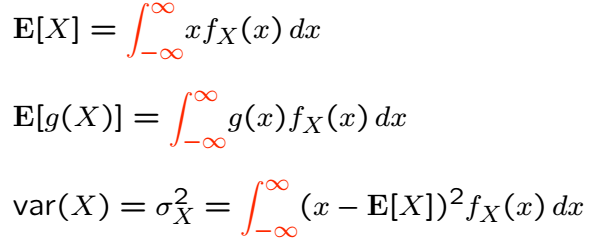 E[X] = ∫_{-∞}^{∞} x f_X(x) dx
E[g(X)] = ∫_{-∞}^{∞} g(x) f_X(x) dx
var(X) = σ_X^2 = ∫_{-∞}^{∞} (x − E[X])^2 f_X(x) dx